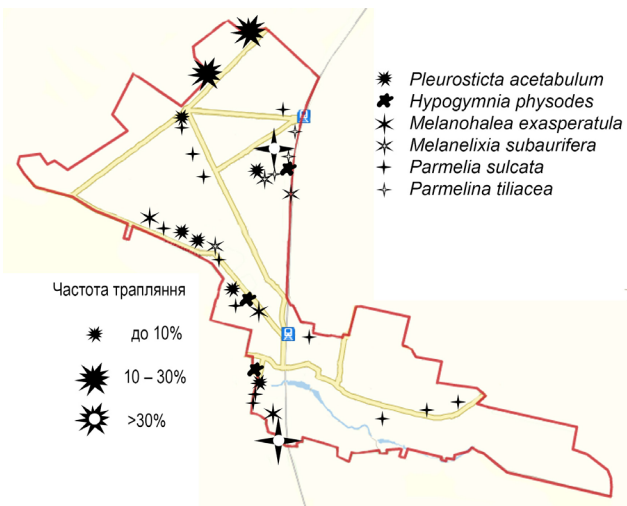 Pleurosticta acetabulum
Hypogymnia physodes
Melanohalea exasperatula
Melanelixia subaurifera
Parmelia sulcata
Parmelina tiliacea
Частота трапляння
до 10%
10 – 30%
>30%